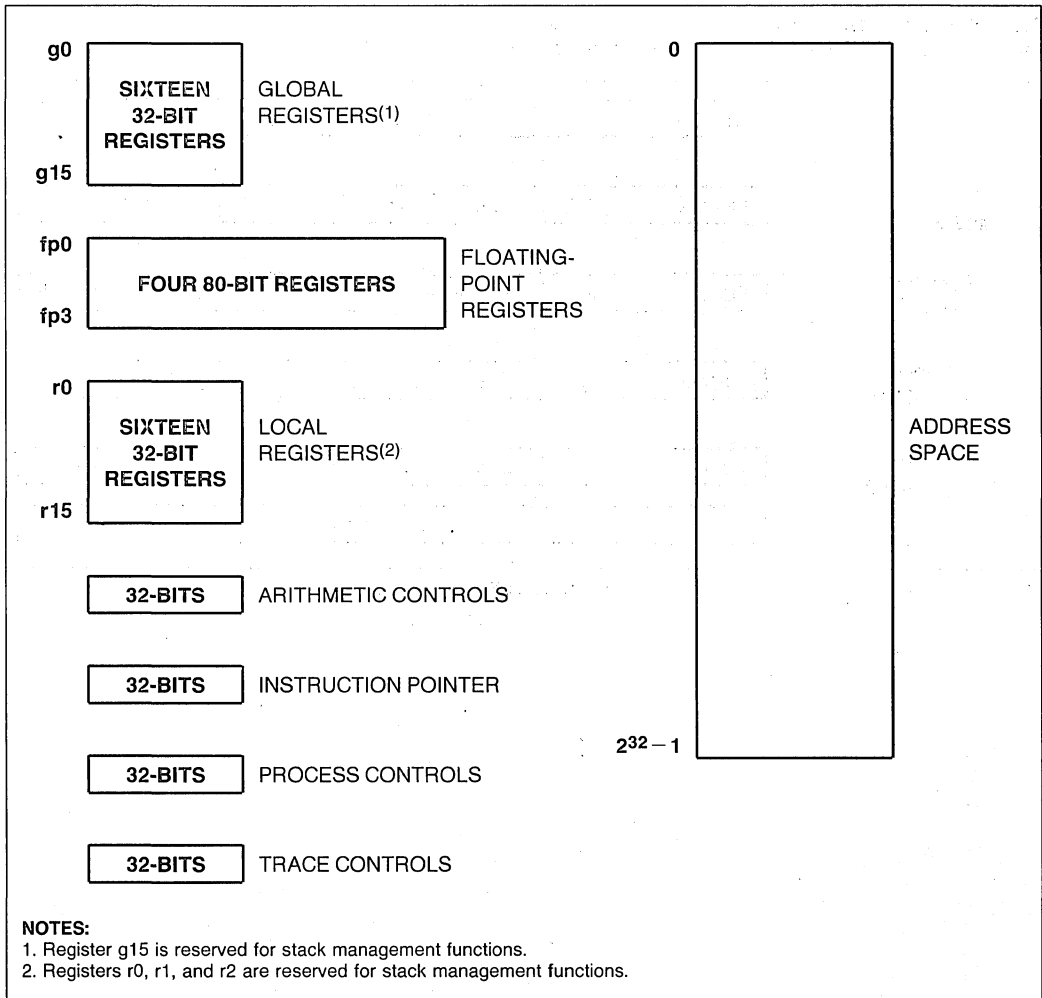 g0
SIXTEEN
32-BIT
REGISTERS
g15
GLOBAL
REGISTERS(1)
fp0
FOUR 80-BIT REGISTERS
fp3
FLOATING-
POINT
REGISTERS
r0
SIXTEEN
32-BIT
REGISTERS
r15
LOCAL
REGISTERS(2)
32-BITS ARITHMETIC CONTROLS
32-BITS INSTRUCTION POINTER
32-BITS PROCESS CONTROLS
32-BITS TRACE CONTROLS
0
ADDRESS
SPACE
2³² − 1
NOTES:
1. Register g15 is reserved for stack management functions.
2. Registers r0, r1, and r2 are reserved for stack management functions.